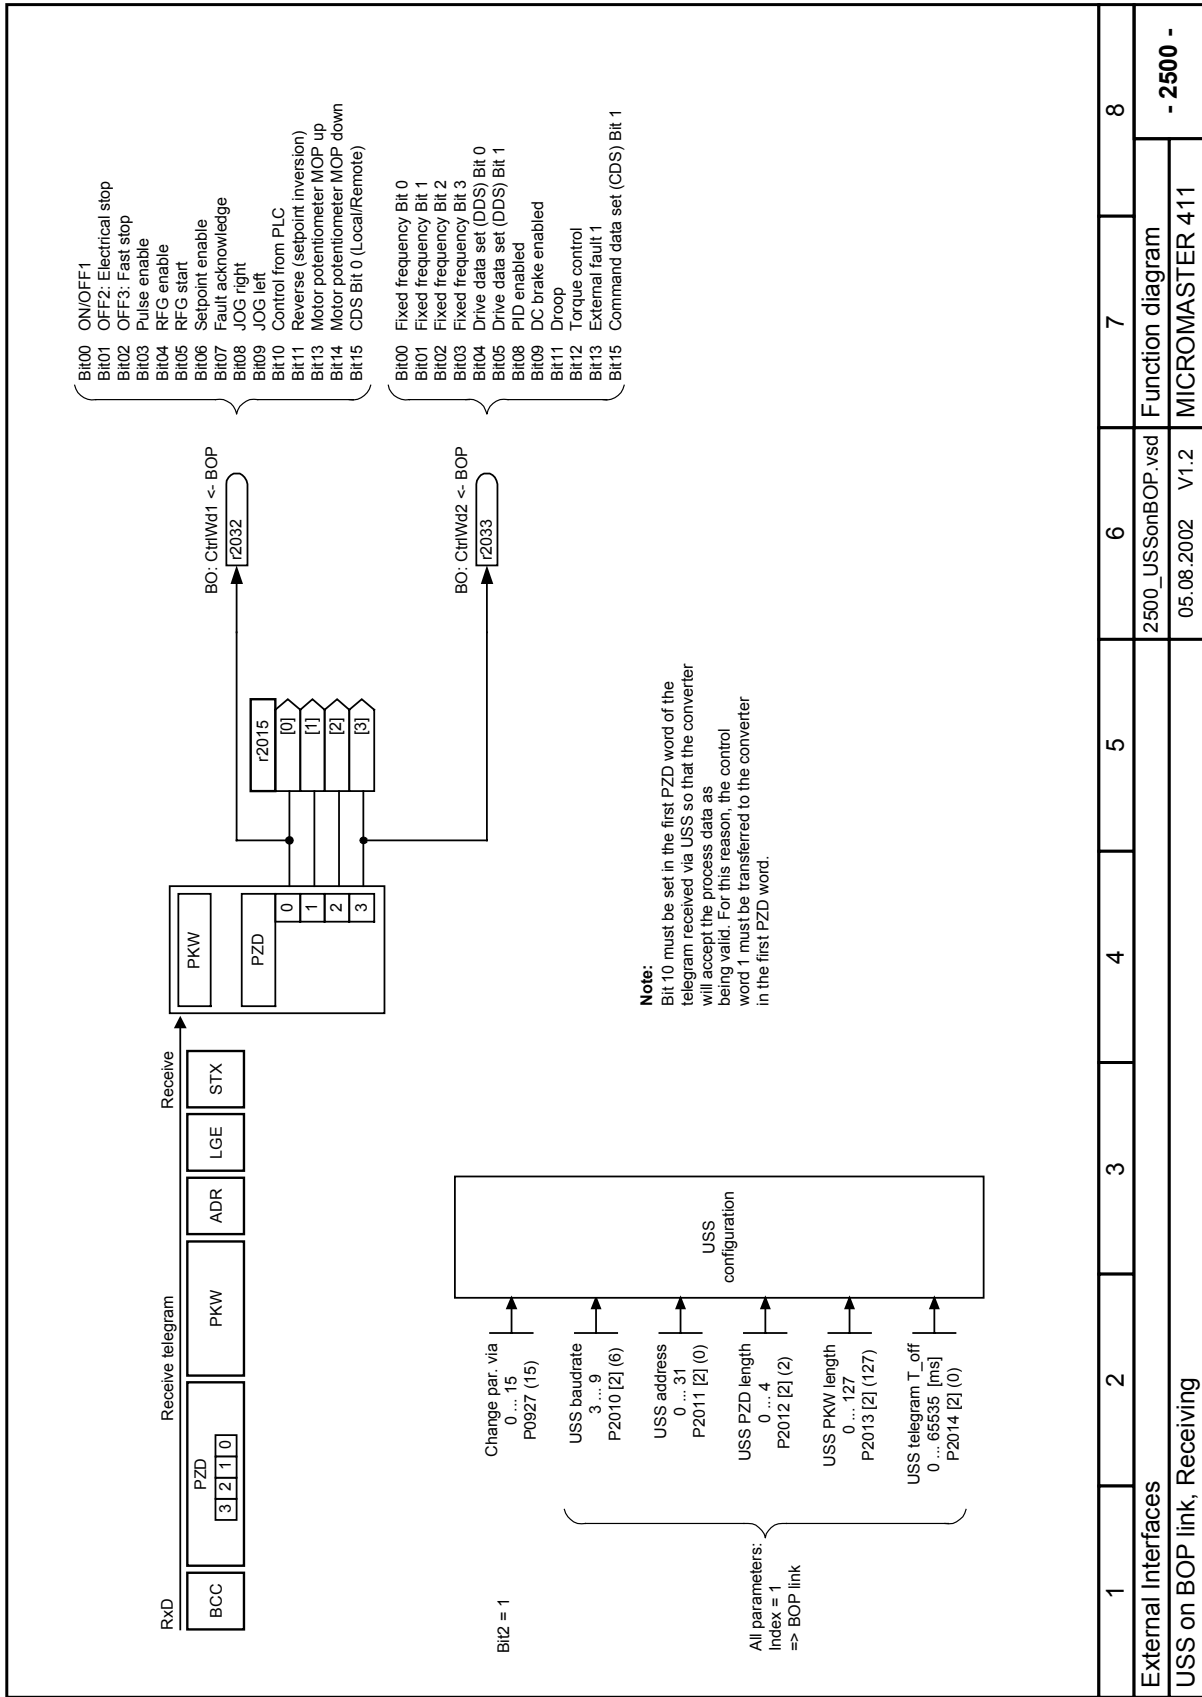 RxD
Receive telegram
Receive
BCC
PZD
3 2 1 0
PKW
ADR
LGE
STX
PKW
PZD
0
1
2
3
r2015
[0]
[1]
[2]
[3]
BO: CtrlWd1 <- BOP
r2032
BO: CtrlWd2 <- BOP
r2033
Bit00 ON/OFF1
Bit01 OFF2: Electrical stop
Bit02 OFF3: Fast stop
Bit03 Pulse enable
Bit04 RFG enable
Bit05 RFG start
Bit06 Setpoint enable
Bit07 Fault acknowledge
Bit08 JOG right
Bit09 JOG left
Bit10 Control from PLC
Bit11 Reverse (setpoint inversion)
Bit13 Motor potentiometer MOP up
Bit14 Motor potentiometer MOP down
Bit15 CDS Bit 0 (Local/Remote)
Bit00 Fixed frequency Bit 0
Bit01 Fixed frequency Bit 1
Bit02 Fixed frequency Bit 2
Bit03 Fixed frequency Bit 3
Bit04 Drive data set (DDS) Bit 0
Bit05 Drive data set (DDS) Bit 1
Bit08 PID enabled
Bit09 DC brake enabled
Bit11 Droop
Bit12 Torque control
Bit13 External fault 1
Bit15 Command data set (CDS) Bit 1
Bit2 = 1
Change par. via
0 ... 15
P0927 (15)
USS baudrate
3 ... 9
P2010 [2] (6)
USS address
0 ... 31
P2011 [2] (0)
USS PZD length
0 ... 4
P2012 [2] (2)
USS PKW length
0 ... 127
P2013 [2] (127)
USS telegram T_off
0 ... 65535 [ms]
P2014 [2] (0)
All parameters:
Index = 1
=> BOP link
USS
configuration
Note:
Bit 10 must be set in the first PZD word of the
telegram received via USS so that the converter
will accept the process data as
being valid. For this reason, the control
word 1 must be transferred to the converter
in the first PZD word.
1 2 3 4 5 6 7 8
External Interfaces
2500_USSonBOP.vsd
Function diagram
- 2500 -
USS on BOP link, Receiving
05.08.2002 V1.2
MICROMASTER 411